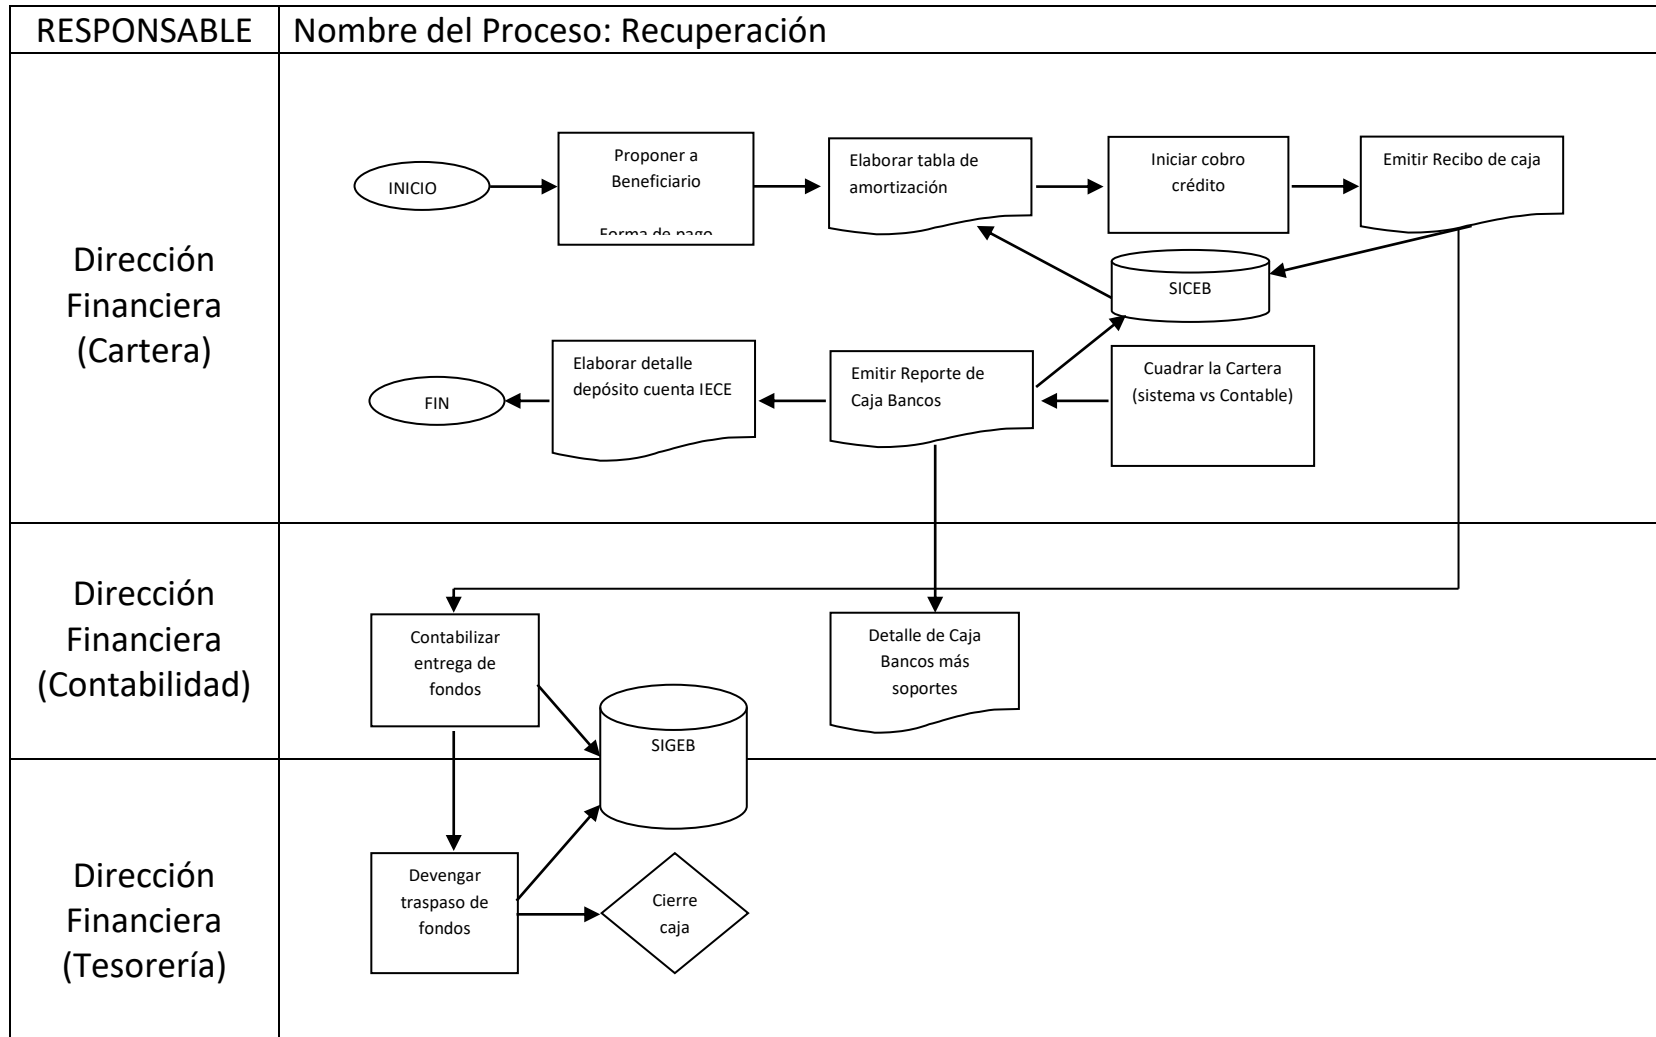 RESPONSABLE
Nombre del Proceso: Recuperación
Dirección
Financiera
(Cartera)
INICIO
Proponer a
Beneficiario
Forma de pago
Elaborar tabla de
amortización
Iniciar cobro
crédito
Emitir Recibo de caja
SICEB
FIN
Elaborar detalle
depósito cuenta IECE
Emitir Reporte de
Caja Bancos
Cuadrar la Cartera
(sistema vs Contable)
Dirección
Financiera
(Contabilidad)
Contabilizar
entrega de
fondos
SIGEB
Detalle de Caja
Bancos más
soportes
Dirección
Financiera
(Tesorería)
Devengar
traspaso de
fondos
Cierre
caja